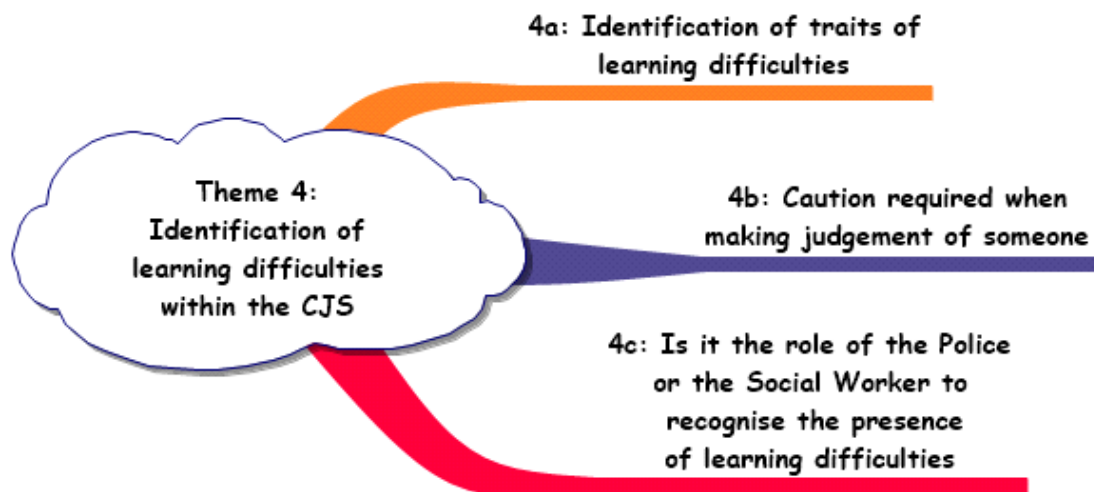 4a: Identification of traits of
learning difficulties
Theme 4:
Identification of
learning difficulties
within the CJS
4b: Caution required when
making judgement of someone
4c: Is it the role of the Police
or the Social Worker to
recognise the presence
of learning difficulties